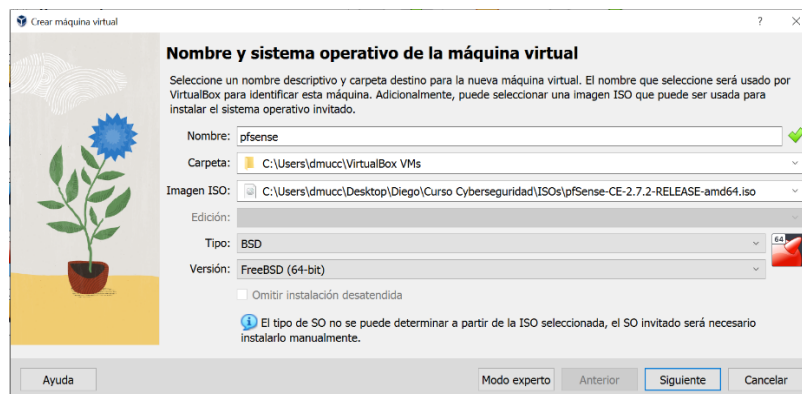 Crear máquina virtual
? X
Nombre y sistema operativo de la máquina virtual
Seleccione un nombre descriptivo y carpeta destino para la nueva máquina virtual. El nombre que seleccione será usado por
VirtualBox para identificar esta máquina. Adicionalmente, puede seleccionar una imagen ISO que puede ser usada para
instalar el sistema operativo invitado.
Nombre: pfsense
Carpeta: C:\Users\dmucc\VirtualBox VMs
Imagen ISO: C:\Users\dmucc\Desktop\Diego\Curso Cyberseguridad\ISOs\pfSense-CE-2.7.2-RELEASE-amd64.iso
Edición:
Tipo: BSD
64
Versión: FreeBSD (64-bit)
Omitir instalación desatendida
El tipo de SO no se puede determinar a partir de la ISO seleccionada, el SO invitado será necesario
instalarlo manualmente.
Ayuda Modo experto Anterior Siguiente Cancelar